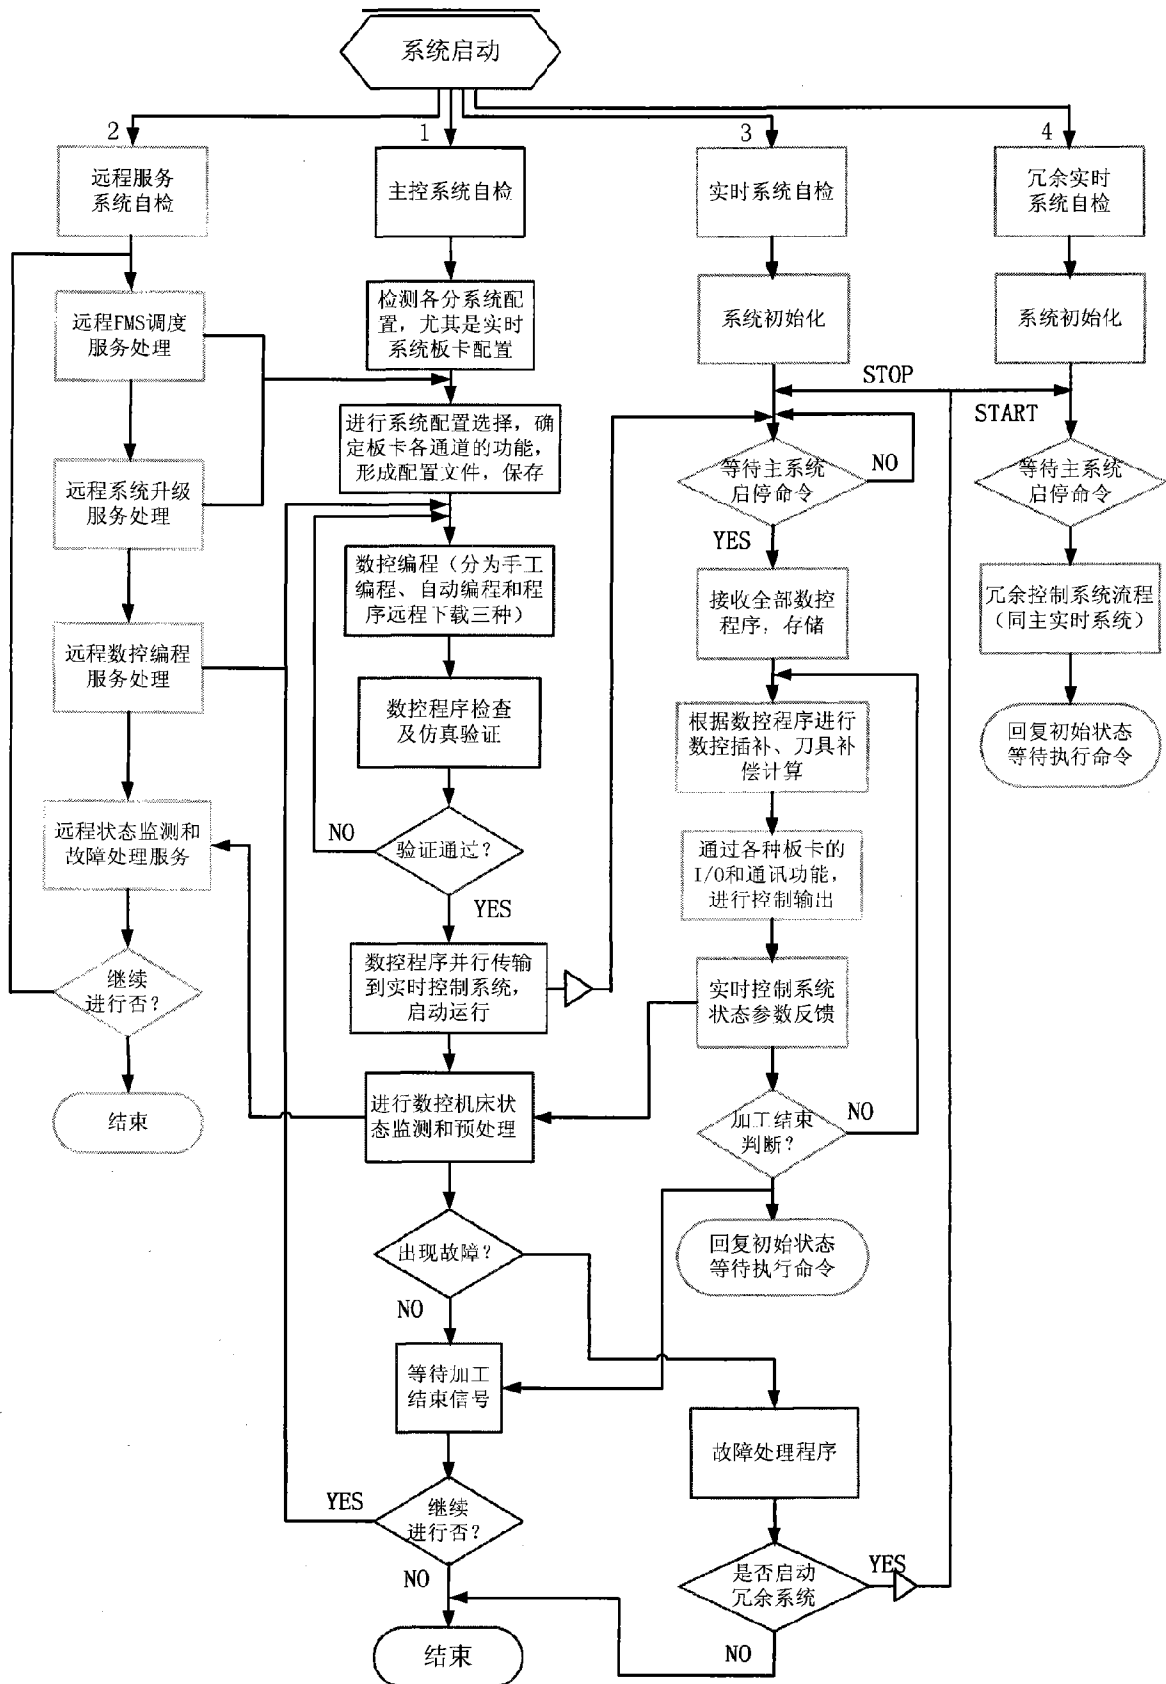 系统启动
2
1
3
4
远程服务
系统自检
主控系统自检
实时系统自检
冗余实时
系统自检
远程FMS调度
服务处理
检测各分系统配
置，尤其是实时
系统板卡配置
系统初始化
系统初始化
STOP
START
进行系统配置选择，确
定板卡各通道的功能，
形成配置文件，保存
等待主系统
启停命令
NO
等待主系统
启停命令
远程系统升级
服务处理
YES
数控编程（分为手工
编程、自动编程和程
序远程下载三种）
接收全部数控
程序，存储
冗余控制系统流程
（同主实时系统）
远程数控编程
服务处理
数控程序检查
及仿真验证
根据数控程序进行
数控插补、刀具补
偿计算
回复初始状态
等待执行命令
远程状态监测和
故障处理服务
NO
验证通过？
通过各种板卡的
I/O和通讯功能，
进行控制输出
YES
继续
进行否？
数控程序并行传输
到实时控制系统，
启动运行
实时控制系统
状态参数反馈
结束
进行数控机床状
态监测和预处理
加工结束
判断？
NO
出现故障？
回复初始状态
等待执行命令
NO
等待加工
结束信号
故障处理程序
YES
继续
进行否？
NO
是否启动
冗余系统
YES
NO
结束